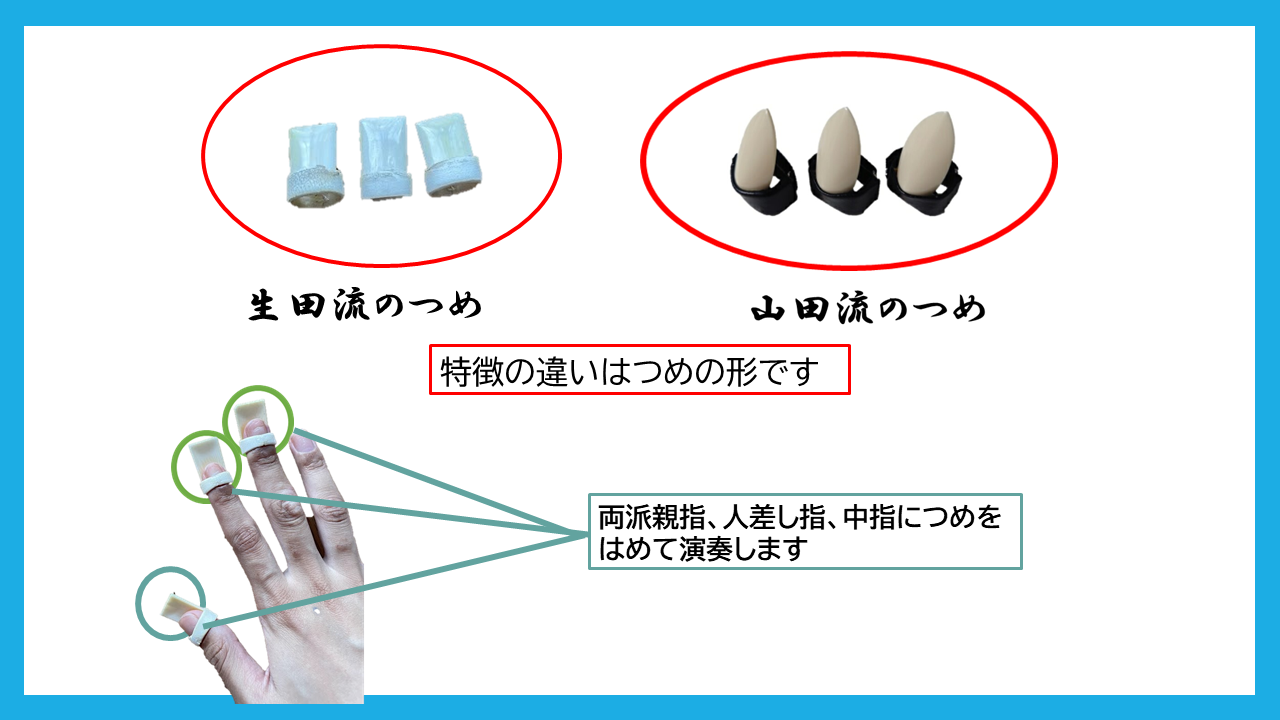 生田流のつめ
山田流のつめ
特徴の違いはつめの形です
両派親指、人差し指、中指につめを
はめて演奏します